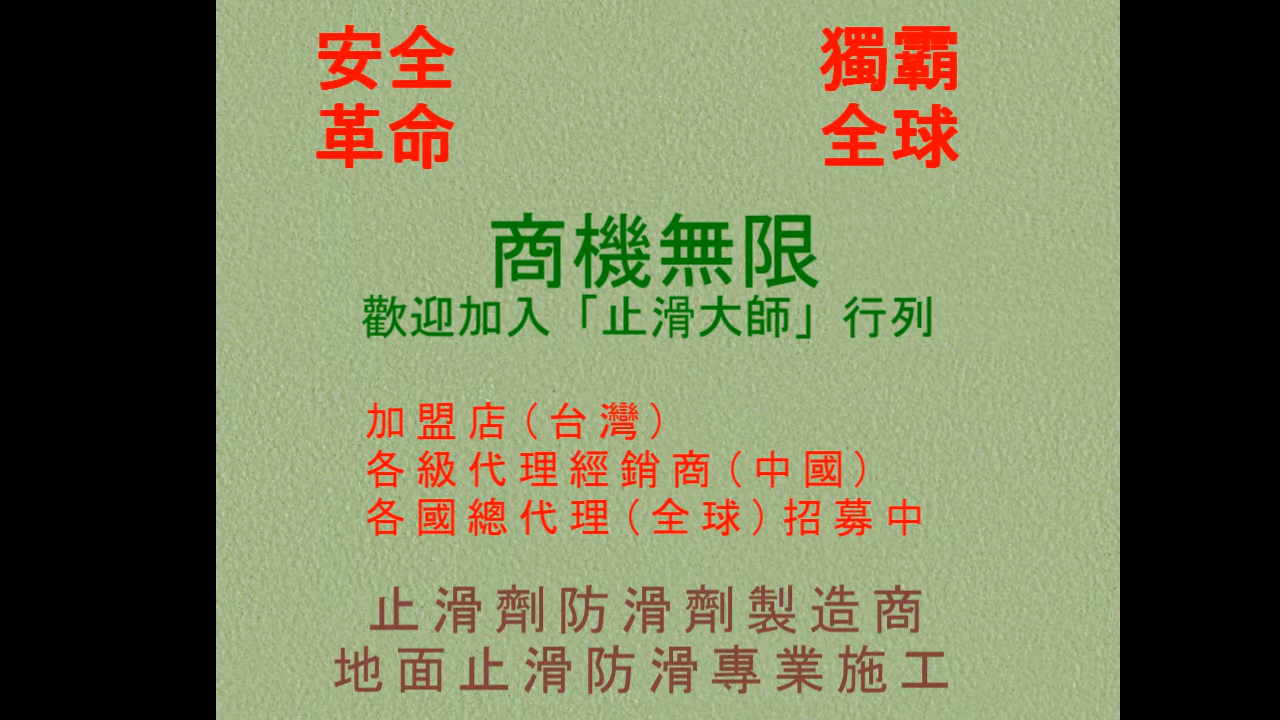 安全
革命
獨霸
全球
商機無限
歡迎加入「止滑大師」行列
加盟店(台灣)
各級代理經銷商(中國)
各國總代理(全球)招募中
止滑劑防滑劑製造商
地面止滑防滑專業施工